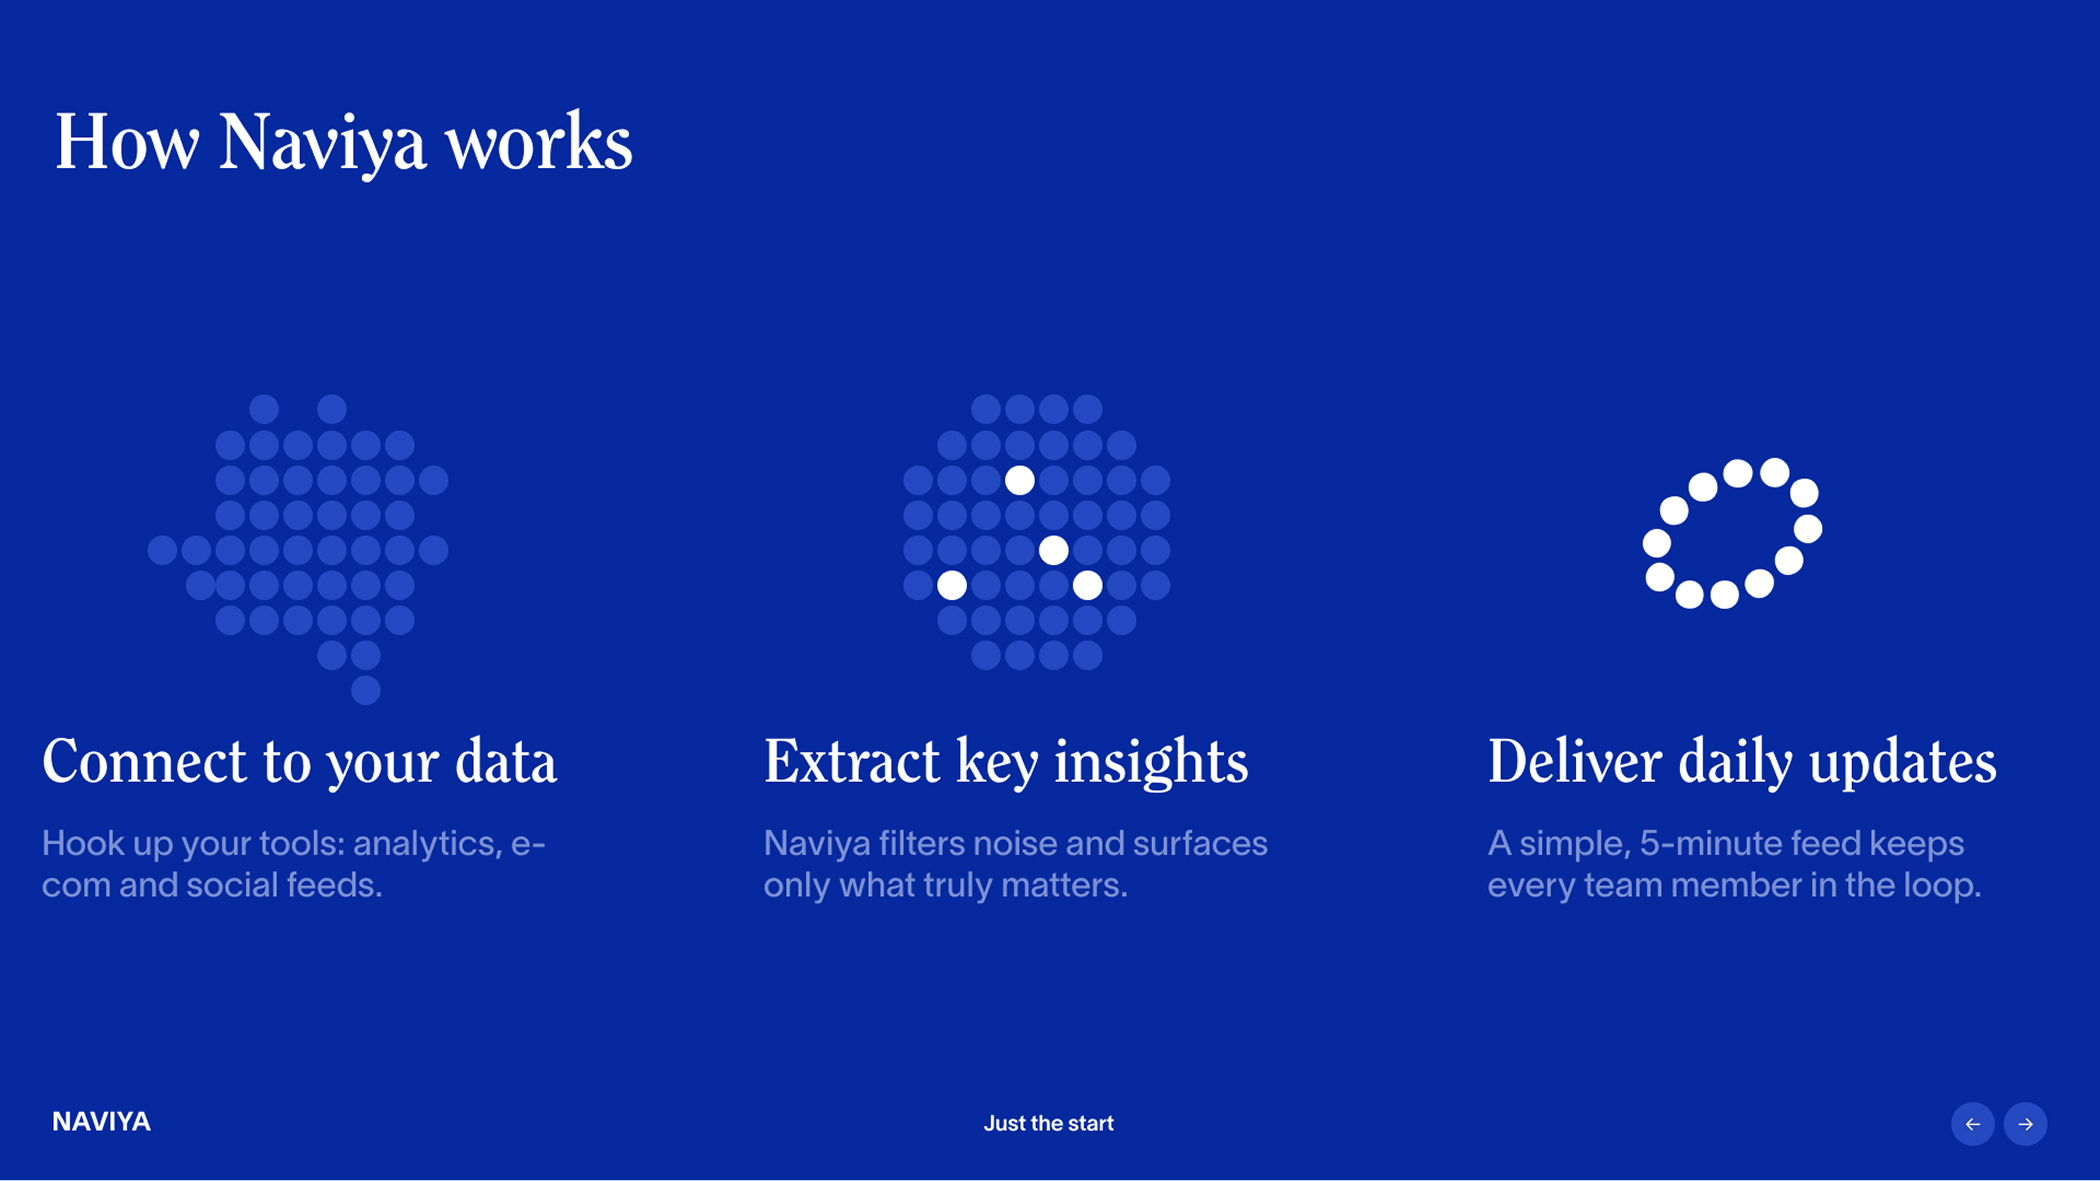 How Naviya works
Connect to your data
Hook up your tools: analytics, e-
com and social feeds.
Extract key insights
Naviya filters noise and surfaces
only what truly matters.
Deliver daily updates
A simple, 5-minute feed keeps
every team member in the loop.
NAVIYA
Just the start